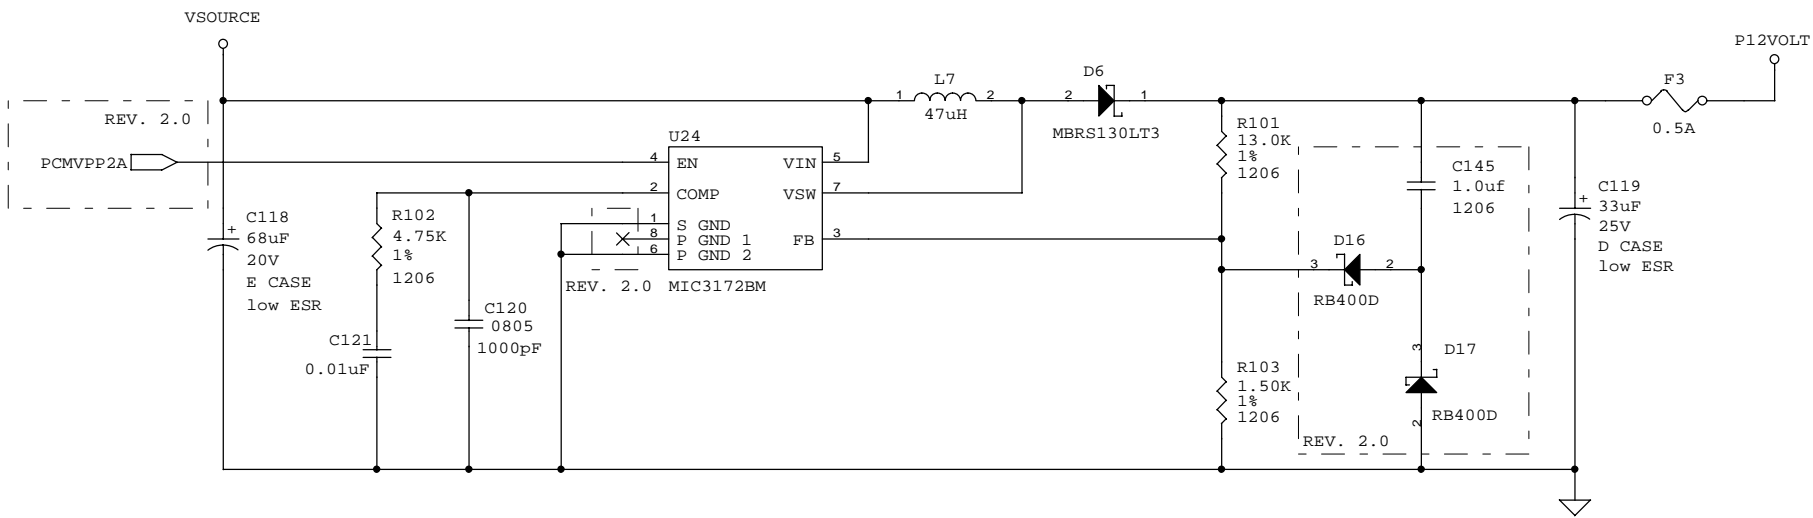 VSOURCE
P12VOLT
REV. 2.0
PCMVPP2A
C118
68uF
20V
E CASE
low ESR
R102
4.75K
1%
1206
C121
0.01uF
C120
0805
1000pF
REV. 2.0
U24
4 EN
2 COMP
1 S GND
8 P GND 1
6 P GND 2
VIN 5
VSW 7
FB 3
MIC3172BM
L7
1 2
47uH
D6
2 1
MBRS130LT3
R101
13.0K
1%
1206
R103
1.50K
1%
1206
C145
1.0uf
1206
D16
3 2
RB400D
3
D17
RB400D
2
REV. 2.0
C119
33uF
25V
D CASE
low ESR
F3
0.5A